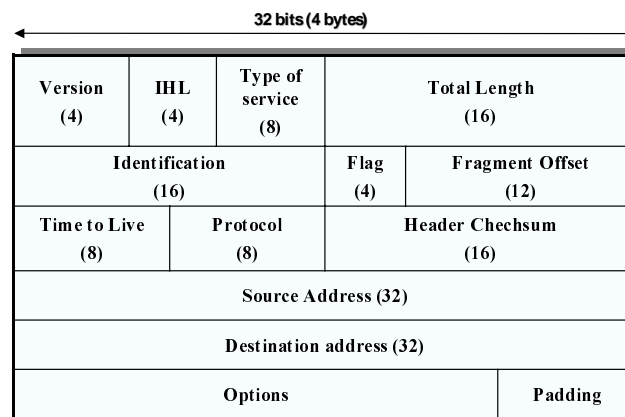 32 bits (4 bytes)
Version
(4)
IHL
(4)
Type of
service
(8)
Total Length
(16)
Identification
(16)
Flag
(4)
Fragment Offset
(12)
Time to Live
(8)
Protocol
(8)
Header Chechsum
(16)
Source Address (32)
Destination address (32)
Options
Padding